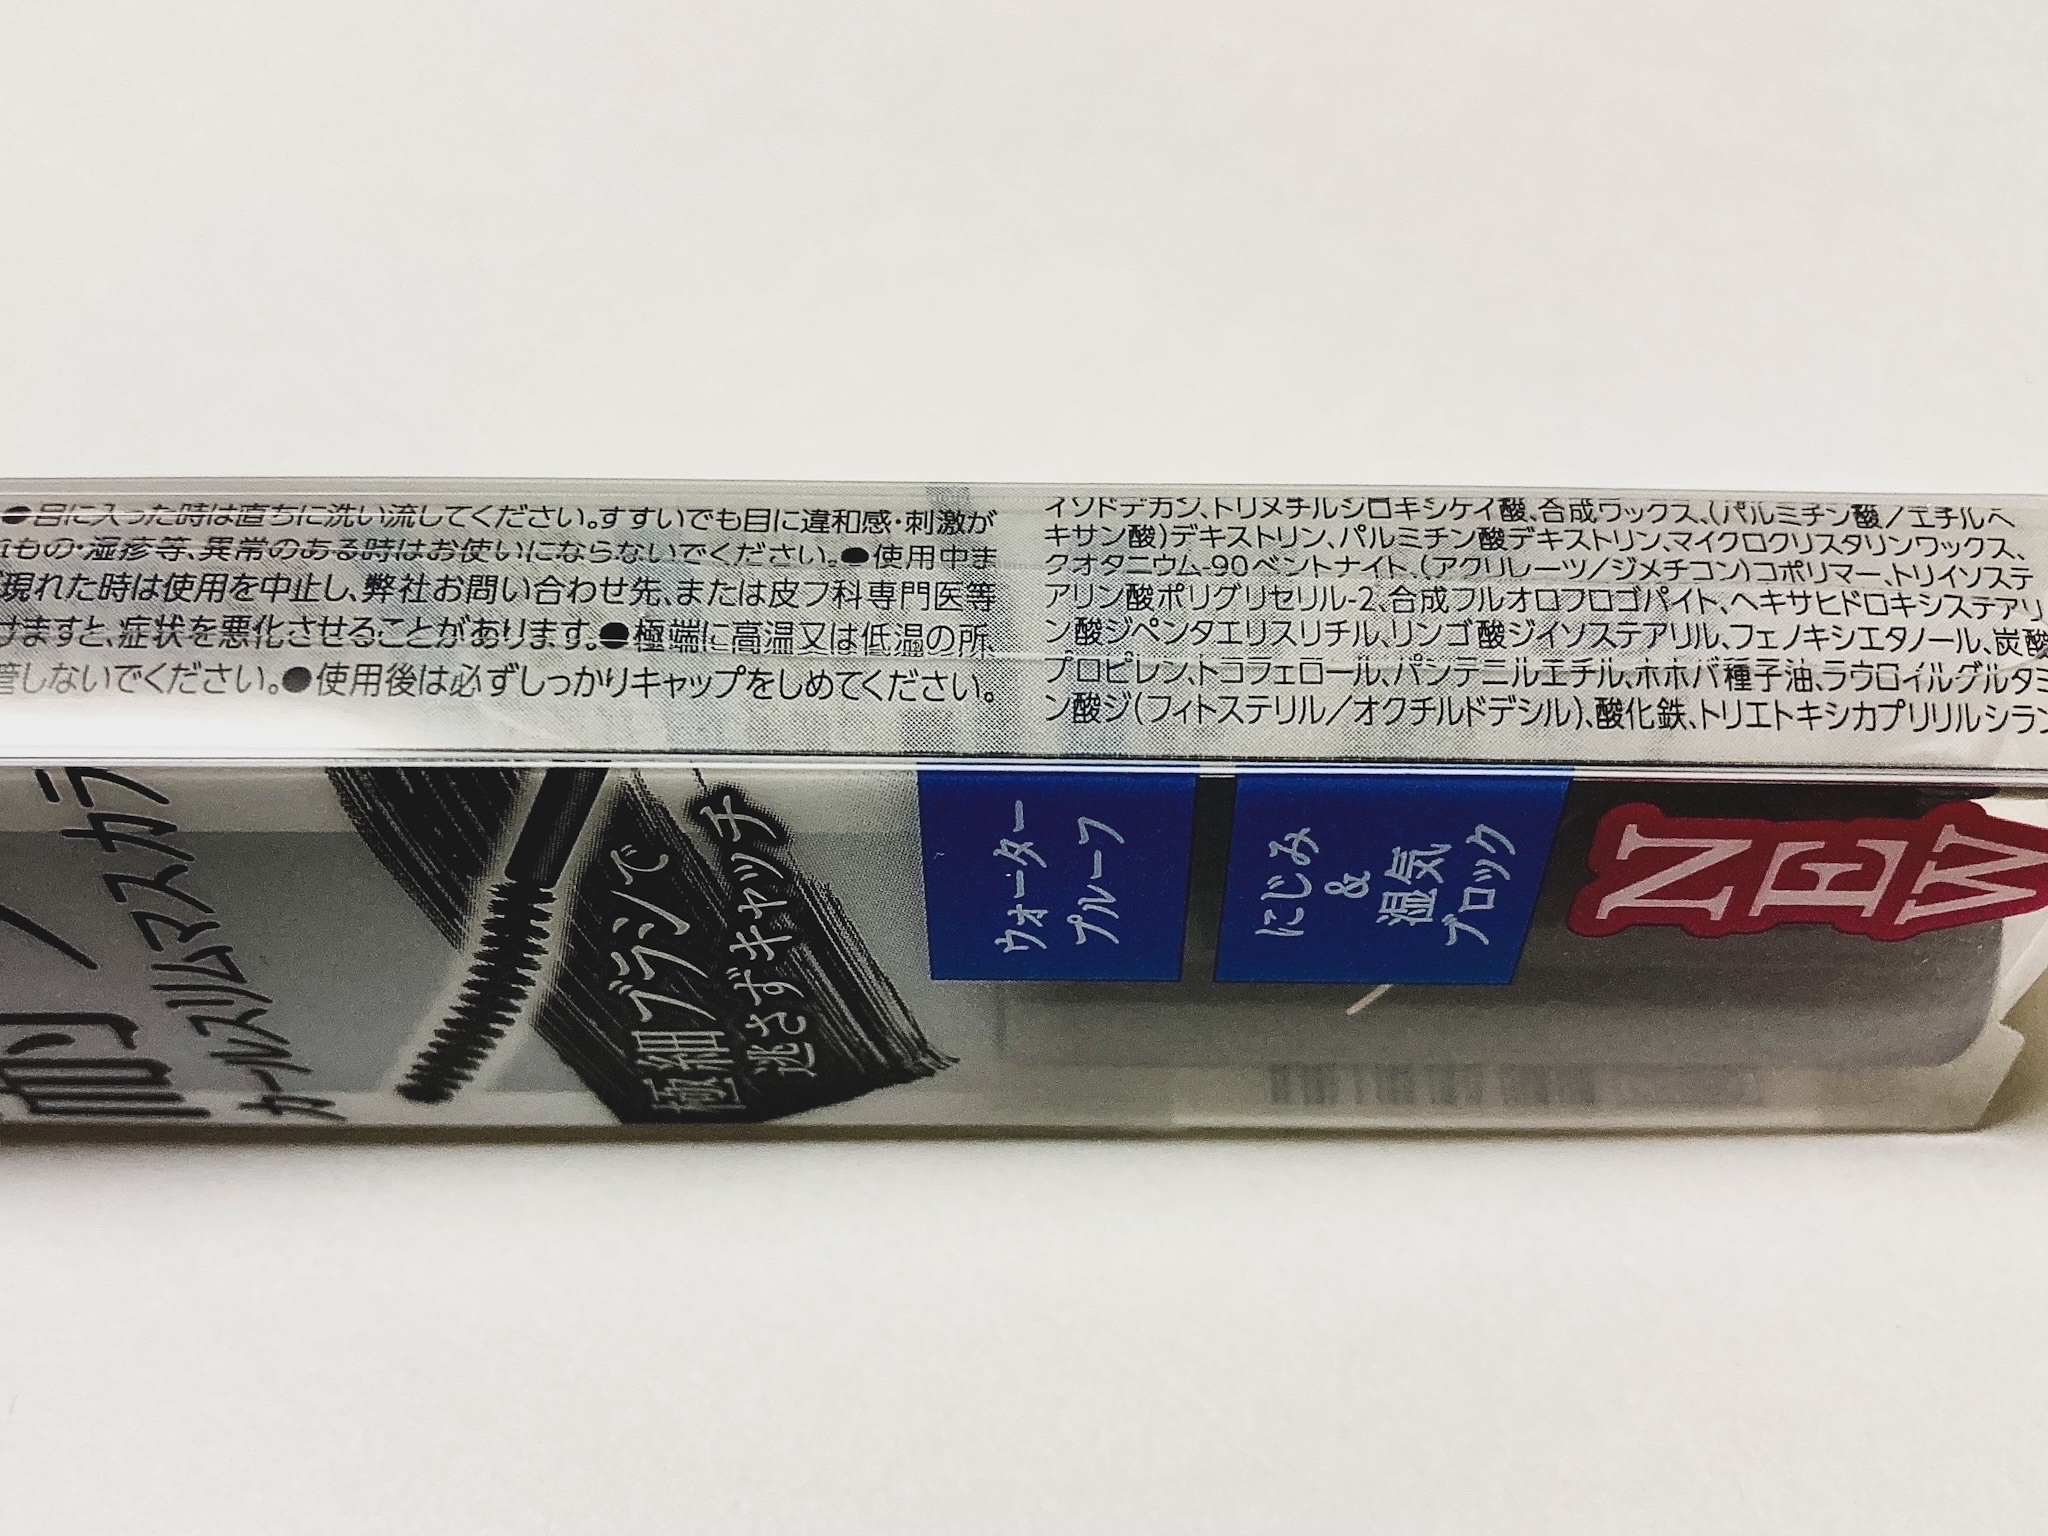 ●目に入った時は直ちに洗い流してください。すすいでも目に違和感・刺激が
もの・湿疹等、異常のある時はお使いにならないでください。●使用中ま
現れた時は使用を中止し、弊社お問い合わせ先、または皮フ科専門医等
けますと、症状を悪化させることがあります。●極端に高温又は低温の所、
管しないでください。●使用後は必ずしっかりキャップをしめてください。
イソドデカン、トリメチルシロキシケイ酸、合成ワックス、(パルミチン酸/エチルヘ
キサン酸)デキストリン、パルミチン酸デキストリン、マイクロクリスタリンワックス、
クオタニウム-90ベントナイト、(アクリレーツ/ジメチコン)コポリマー、トリイソステ
アリン酸ポリグリセリル-2、合成フルオロフロゴパイト、ヘキサヒドロキシステアリ
ン酸ジペンタエリスリチル、リンゴ酸ジイソステアリル、フェノキシエタノール、炭酸
プロピレン、トコフェロール、パンテニルエチル、ホホバ種子油、ラウロイルグルタミ
ン酸ジ(フィトステリル/オクチルドデシル)、酸化鉄、トリエトキシカプリリルシラン
カールスリムマスカラ
極細ブラシで
逃さずキャッチ
ウォーター
プルーフ
にじみ
&
湿気
ブロック
NEW